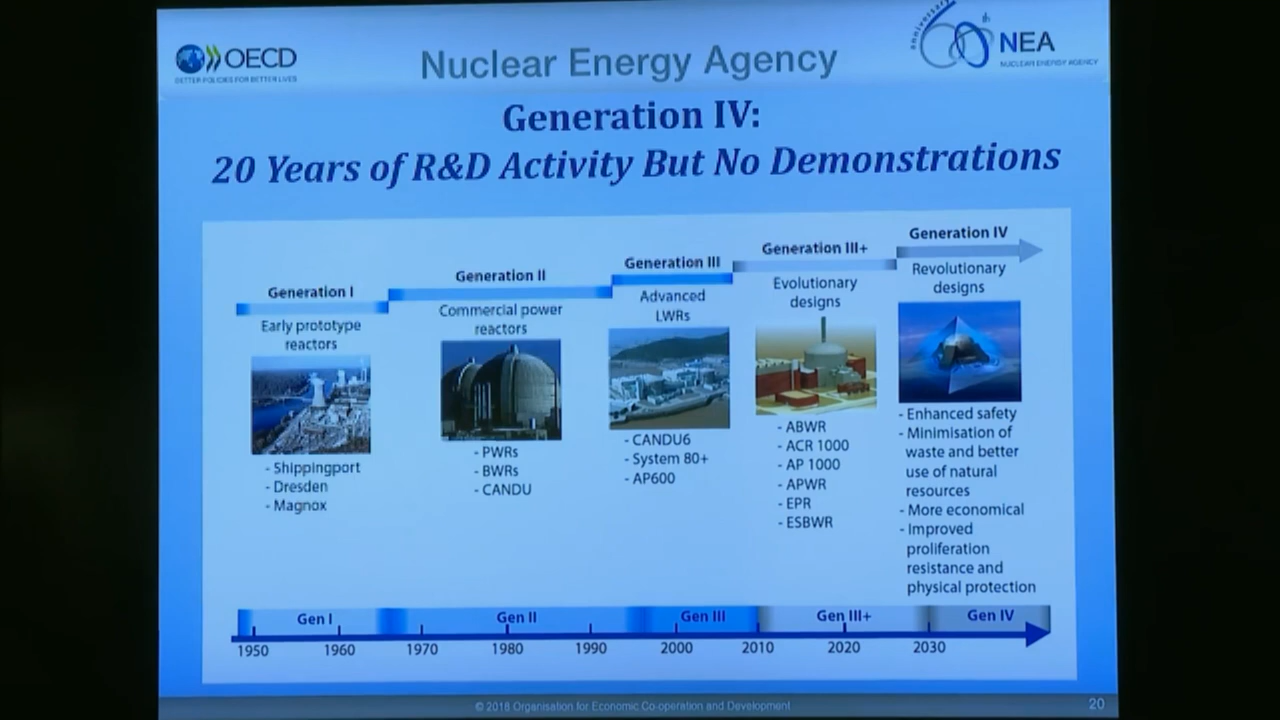 OECD
BETTER POLICIES FOR BETTER LIVES
Nuclear Energy Agency
anniversary
60th
NEA
NUCLEAR ENERGY AGENCY
Generation IV:
20 Years of R&D Activity But No Demonstrations
Generation I
Early prototype
reactors
- Shippingport
- Dresden
- Magnox
Generation II
Commercial power
reactors
- PWRs
- BWRs
- CANDU
Generation III
Advanced
LWRs
- CANDU6
- System 80+
- AP600
Generation III+
Evolutionary
designs
- ABWR
- ACR 1000
- AP 1000
- APWR
- EPR
- ESBWR
Generation IV
Revolutionary
designs
- Enhanced safety
- Minimisation of
waste and better
use of natural
resources
- More economical
- Improved
proliferation
resistance and
physical protection
Gen I
Gen II
Gen III
Gen III+
Gen IV
1950
1960
1970
1980
1990
2000
2010
2020
2030
© 2018 Organisation for Economic Co-operation and Development
20